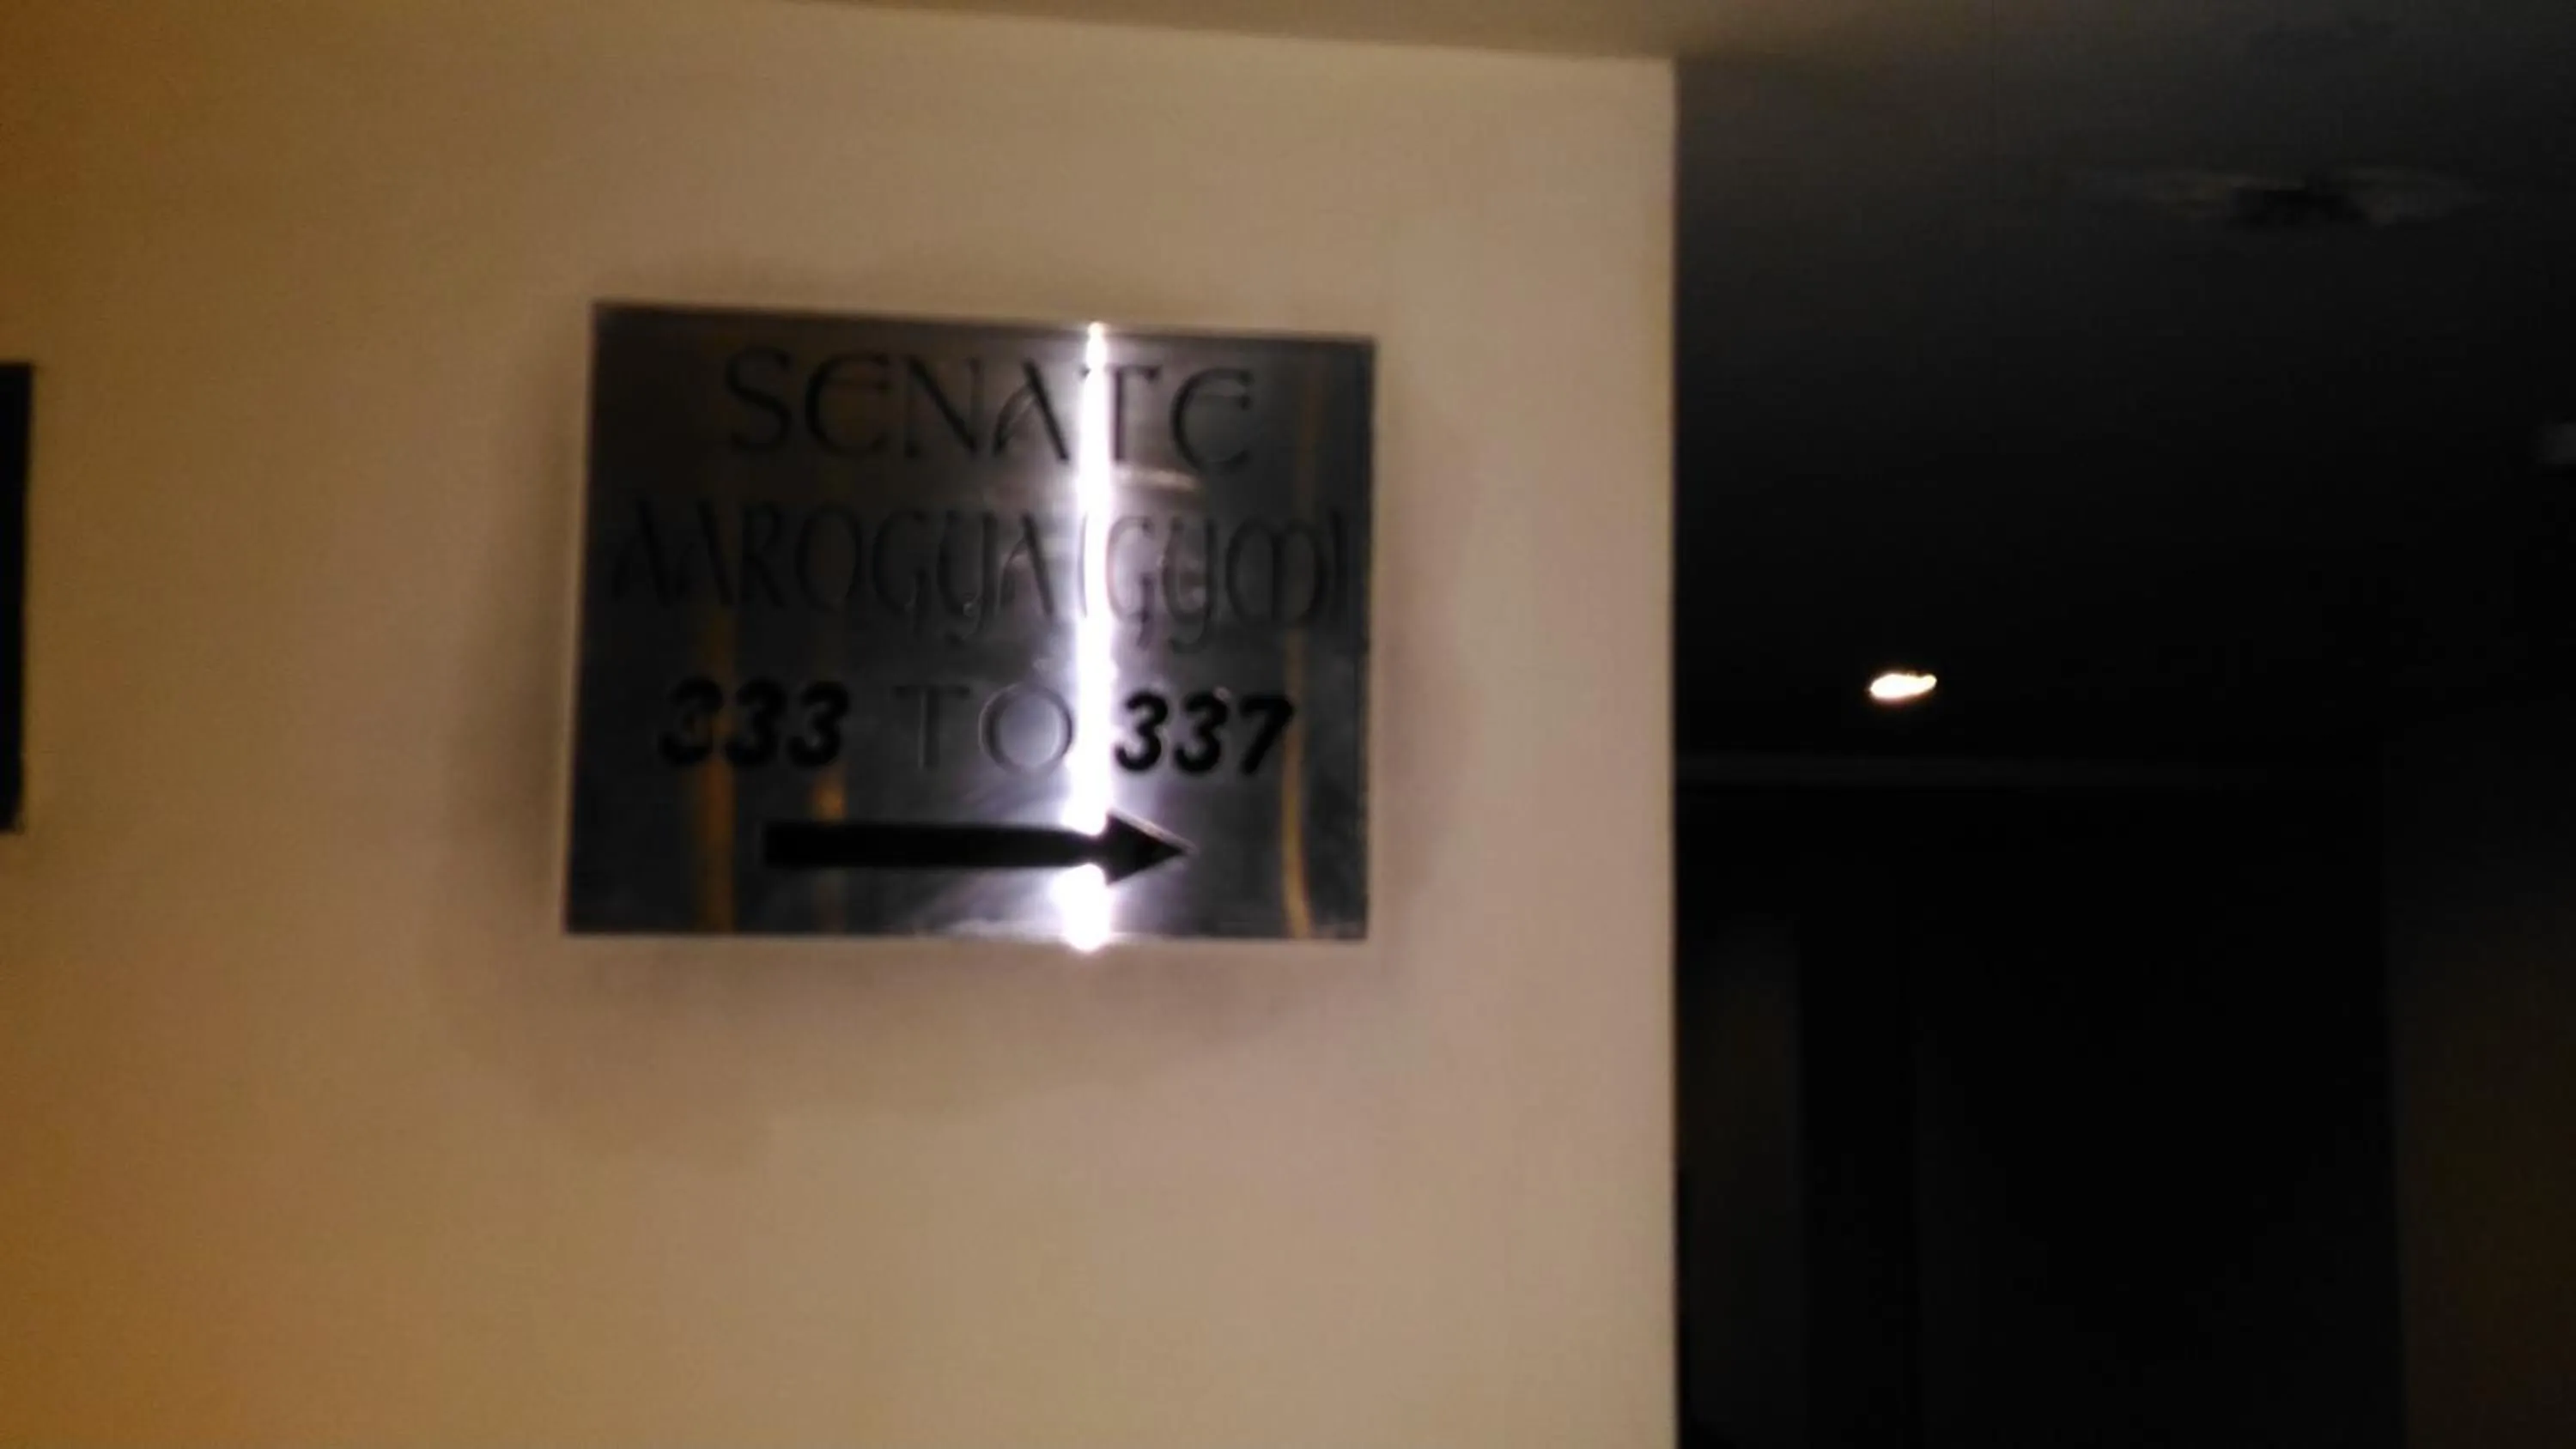 SENATE
AAROGYA (GYM)
333 TO 337